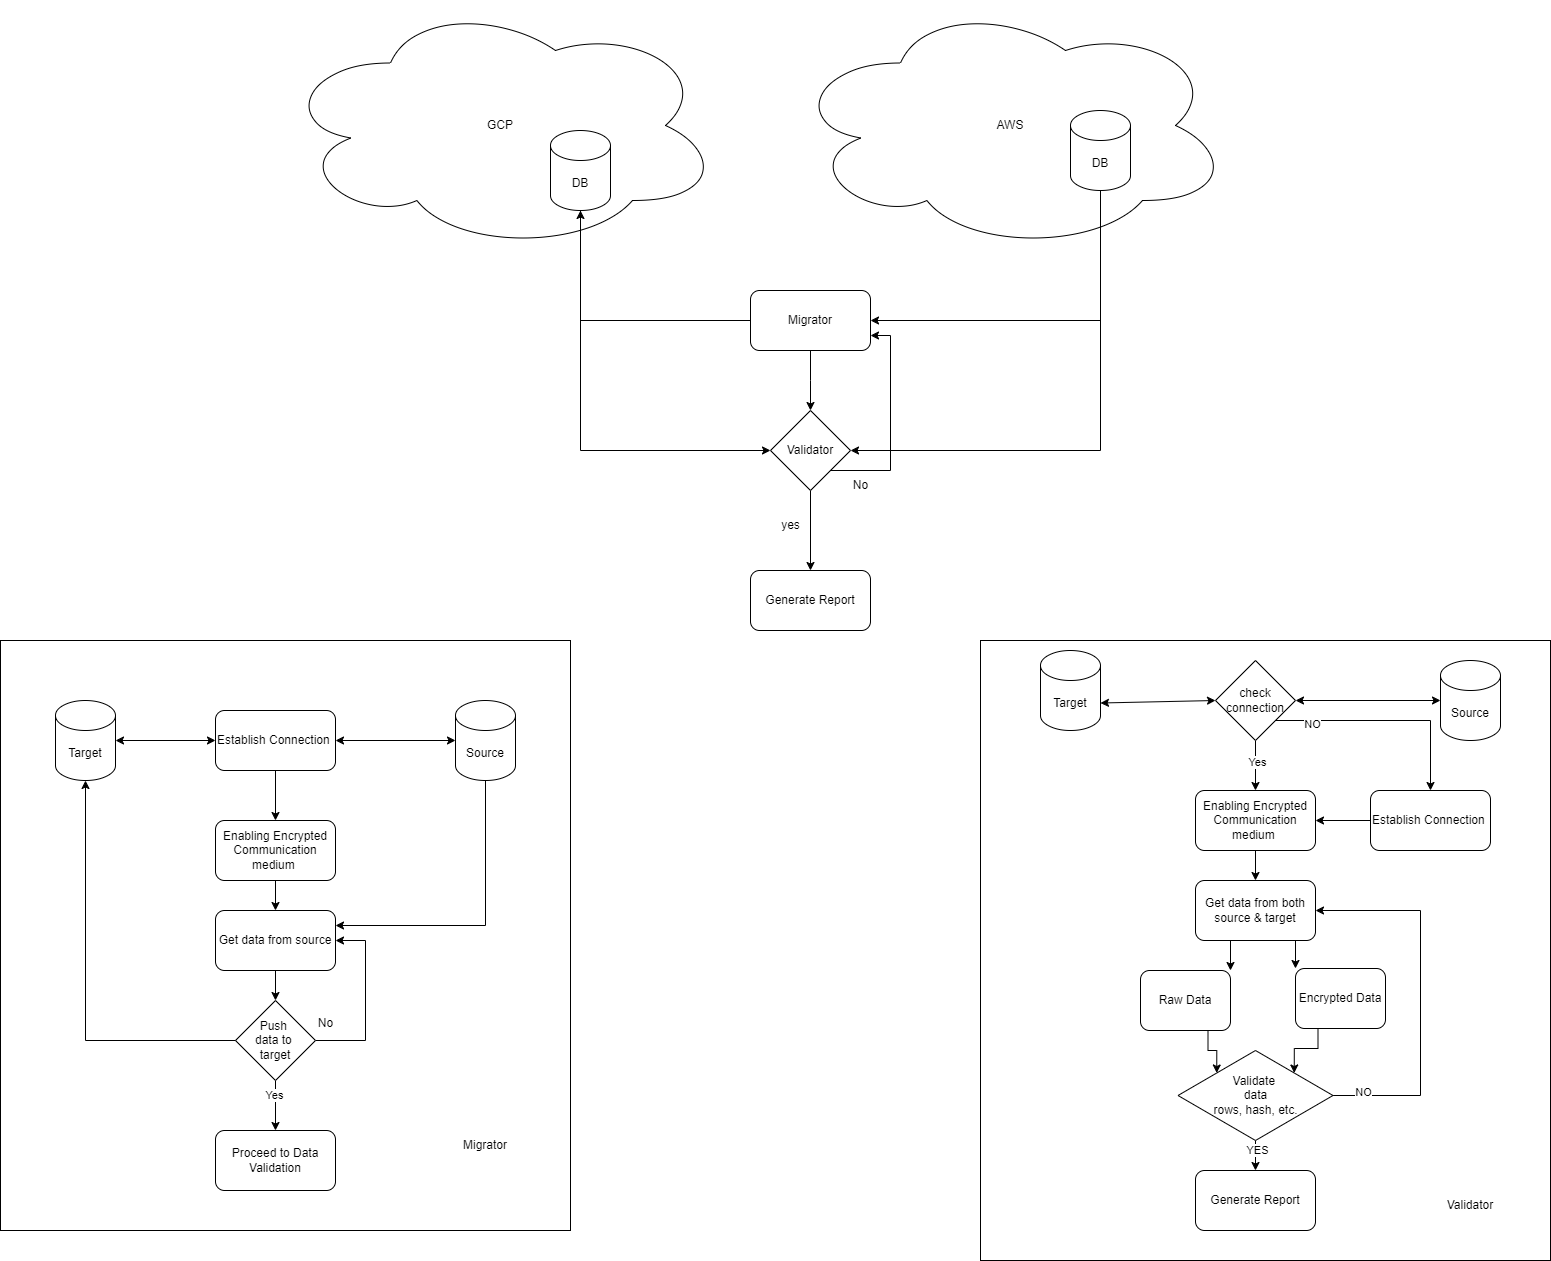 GCP
DB
AWS
DB
Migrator
Validator
No
yes
Generate Report
Target
Establish Connection
Source
Enabling Encrypted
Communication
medium
Get data from source
Push
data to
target
No
Yes
Proceed to Data
Validation
Migrator
Target
check
connection
Source
NO
Yes
Enabling Encrypted
Communication
medium
Establish Connection
Get data from both
source & target
Raw Data
Encrypted Data
Validate
data
rows, hash, etc.
NO
YES
Generate Report
Validator